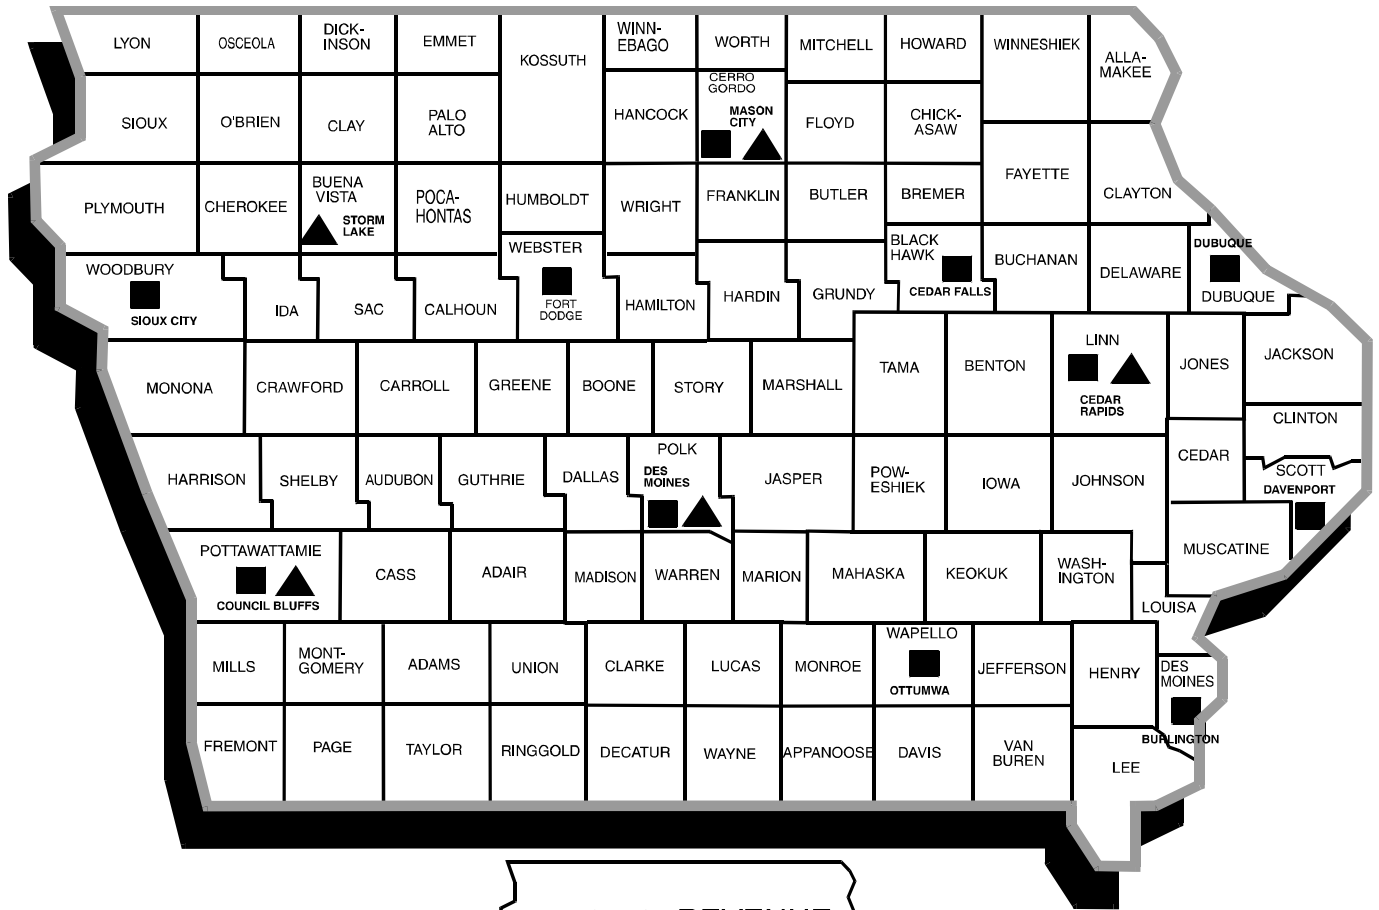 LYON
OSCEOLA
DICK-
INSON
EMMET
KOSSUTH
WINN-
EBAGO
WORTH
MITCHELL
HOWARD
WINNESHIEK
ALLA-
MAKEE
SIOUX
O'BRIEN
CLAY
PALO
ALTO
HANCOCK
CERRO
GORDO
MASON
CITY
FLOYD
CHICK-
ASAW
FAYETTE
CLAYTON
PLYMOUTH
CHEROKEE
BUENA
VISTA
STORM
LAKE
POCA-
HONTAS
HUMBOLDT
WRIGHT
FRANKLIN
BUTLER
BREMER
WOODBURY
SIOUX CITY
IDA
SAC
CALHOUN
WEBSTER
FORT
DODGE
HAMILTON
HARDIN
GRUNDY
BLACK
HAWK
CEDAR FALLS
BUCHANAN
DELAWARE
DUBUQUE
DUBUQUE
MONONA
CRAWFORD
CARROLL
GREENE
BOONE
STORY
MARSHALL
TAMA
BENTON
LINN
CEDAR
RAPIDS
JONES
JACKSON
CLINTON
HARRISON
SHELBY
AUDUBON
GUTHRIE
DALLAS
POLK
DES
MOINES
JASPER
POW-
ESHIEK
IOWA
JOHNSON
CEDAR
SCOTT
DAVENPORT
POTTAWATTAMIE
COUNCIL BLUFFS
CASS
ADAIR
MADISON
WARREN
MARION
MAHASKA
KEOKUK
WASH-
INGTON
MUSCATINE
LOUISA
MILLS
MONT-
GOMERY
ADAMS
UNION
CLARKE
LUCAS
MONROE
WAPELLO
OTTUMWA
JEFFERSON
HENRY
DES
MOINES
BURLINGTON
FREMONT
PAGE
TAYLOR
RINGGOLD
DECATUR
WAYNE
APPANOOSE
DAVIS
VAN
BUREN
LEE